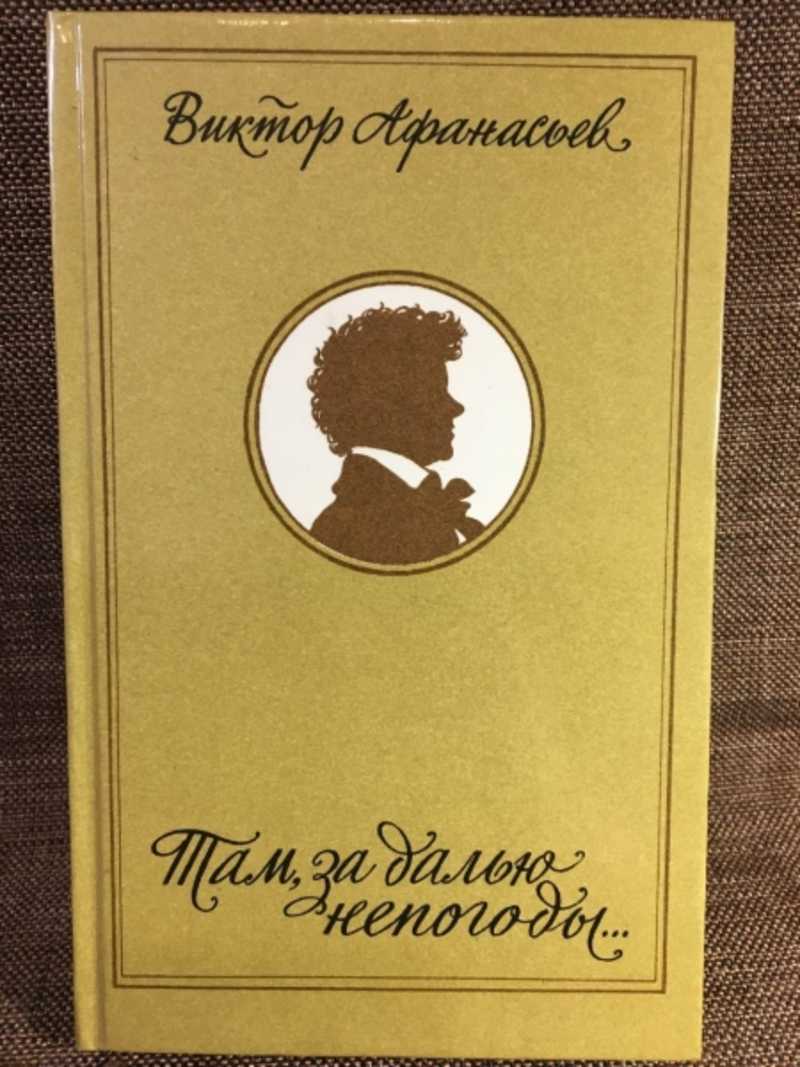 Виктор Афанасьев
Там, за далью
непогоды...